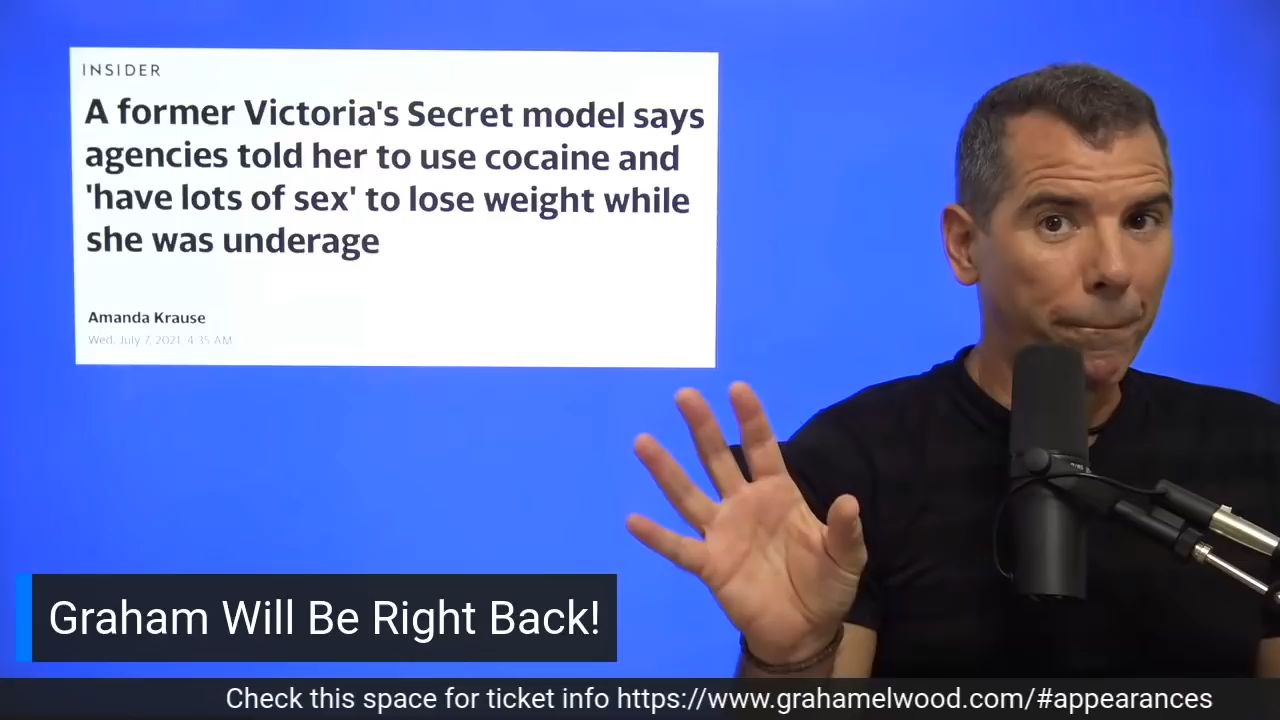 INSIDER
A former Victoria's Secret model says
agencies told her to use cocaine and
'have lots of sex' to lose weight while
she was underage
Amanda Krause
Wed, July 7, 2021, 4:35 AM
Graham Will Be Right Back!
Check this space for ticket info https://www.grahamelwood.com/#appearances